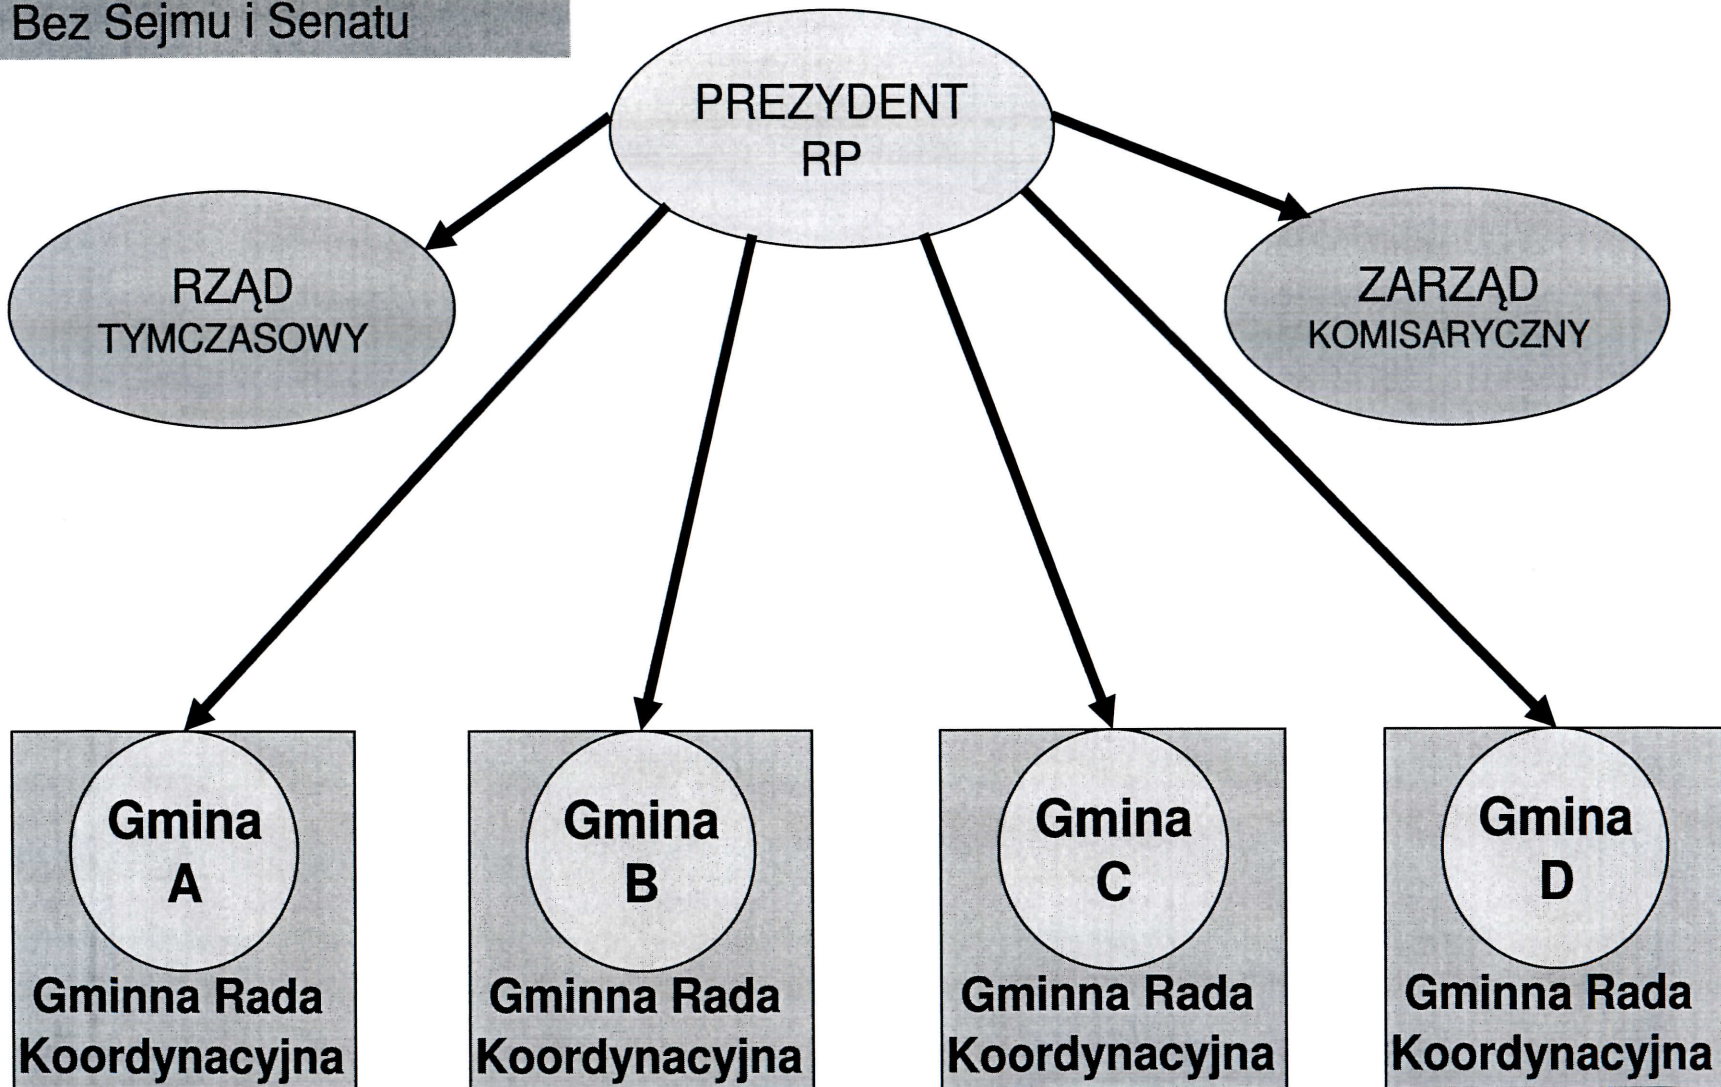 Bez Sejmu i Senatu
PREZYDENT
RP
RZĄD
TYMCZASOWY
ZARZĄD
KOMISARYCZNY
Gmina
A
Gminna Rada
Koordynacyjna
Gmina
B
Gminna Rada
Koordynacyjna
Gmina
C
Gminna Rada
Koordynacyjna
Gmina
D
Gminna Rada
Koordynacyjna